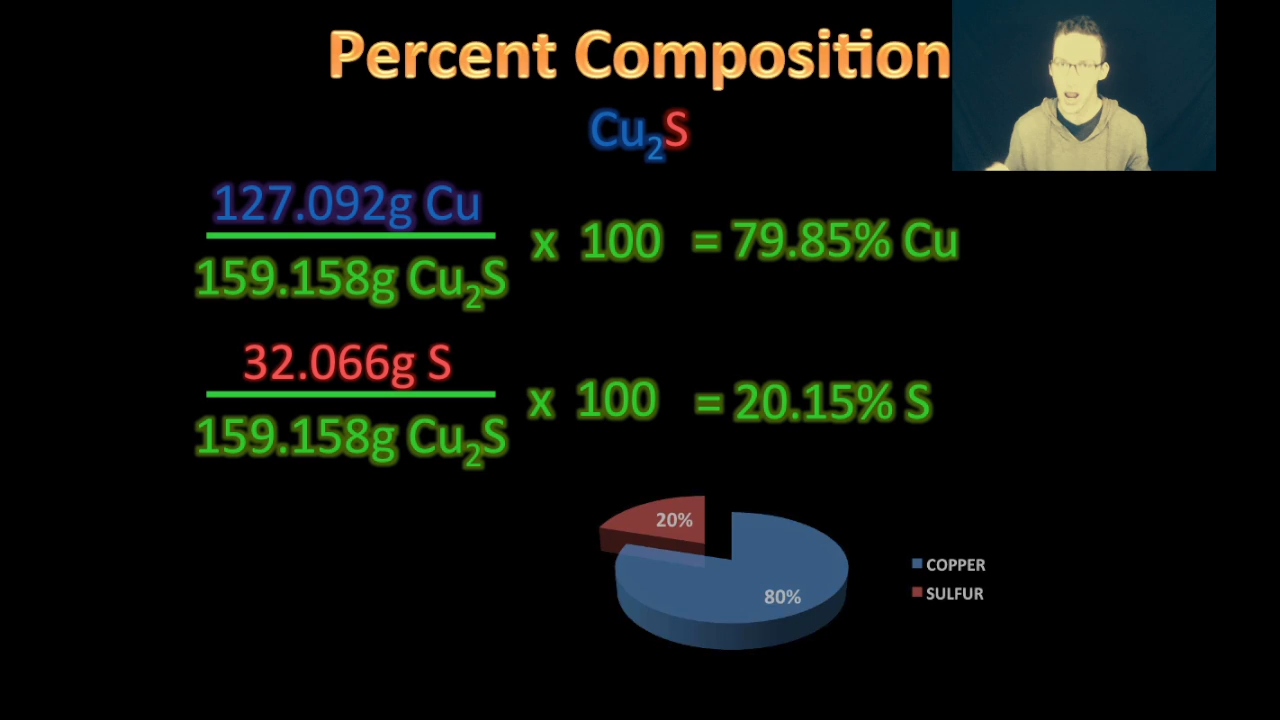 Percent Composition
Cu₂S
127.092g Cu
159.158g Cu₂S
x 100 = 79.85% Cu
32.066g S
159.158g Cu₂S
x 100 = 20.15% S
20%
80%
COPPER
SULFUR